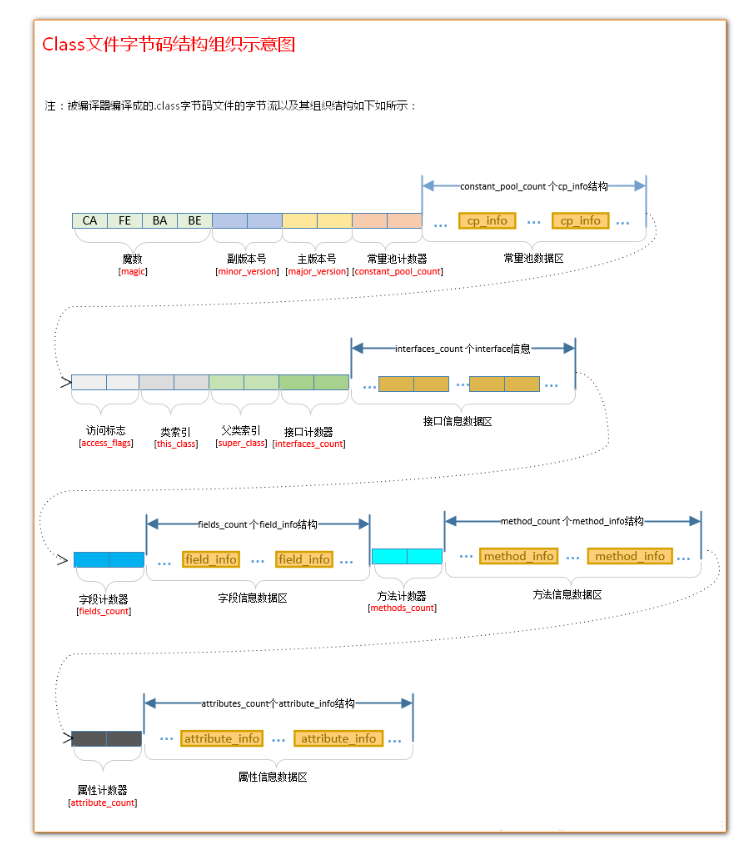 Class文件字节码结构组织示意图
注：被编译器编译成的.class字节码文件的字节流以及其组织结构如下如所示：
constant_pool_count 个cp_info结构
CA FE BA BE ... cp_info ... cp_info ...
魔数 副版本号 主版本号 常量池计数器 常量池数据区
[magic] [minor_version] [major_version] [constant_pool_count]
interfaces_count 个interface信息
... ... ...
访问标志 类索引 父类索引 接口计数器 接口信息数据区
[access_flags] [this_class] [super_class] [interfaces_count]
fields_count 个field_info结构 method_count 个method_info结构
... field_info ... field_info ... ... method_info ... method_info ...
字段计数器 字段信息数据区 方法计数器 方法信息数据区
[fields_count] [methods_count]
attributes_count个attribute_info结构
... attribute_info ... attribute_info ...
属性计数器 属性信息数据区
[attribute_count]